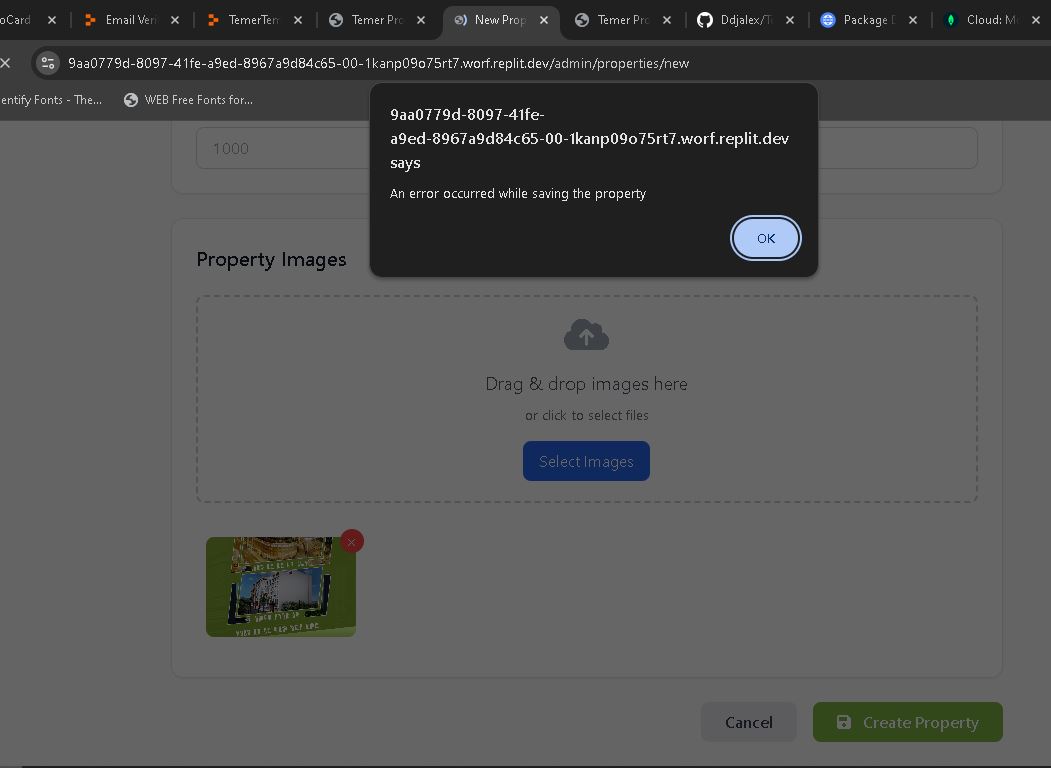 oCard
Email Veri
TemerTem
Temer Pro
New Prop
Temer Pro
Ddjalex/T
Package D
Cloud: M
9aa0779d-8097-41fe-a9ed-8967a9d84c65-00-1kanp09o75rt7.worf.replit.dev/admin/properties/new
entify Fonts - The...
WEB Free Fonts for...
9aa0779d-8097-41fe-
a9ed-8967a9d84c65-00-1kanp09o75rt7.worf.replit.dev
says
An error occurred while saving the property
OK
1000
Property Images
Drag & drop images here
or click to select files
Select Images
Cancel
Create Property